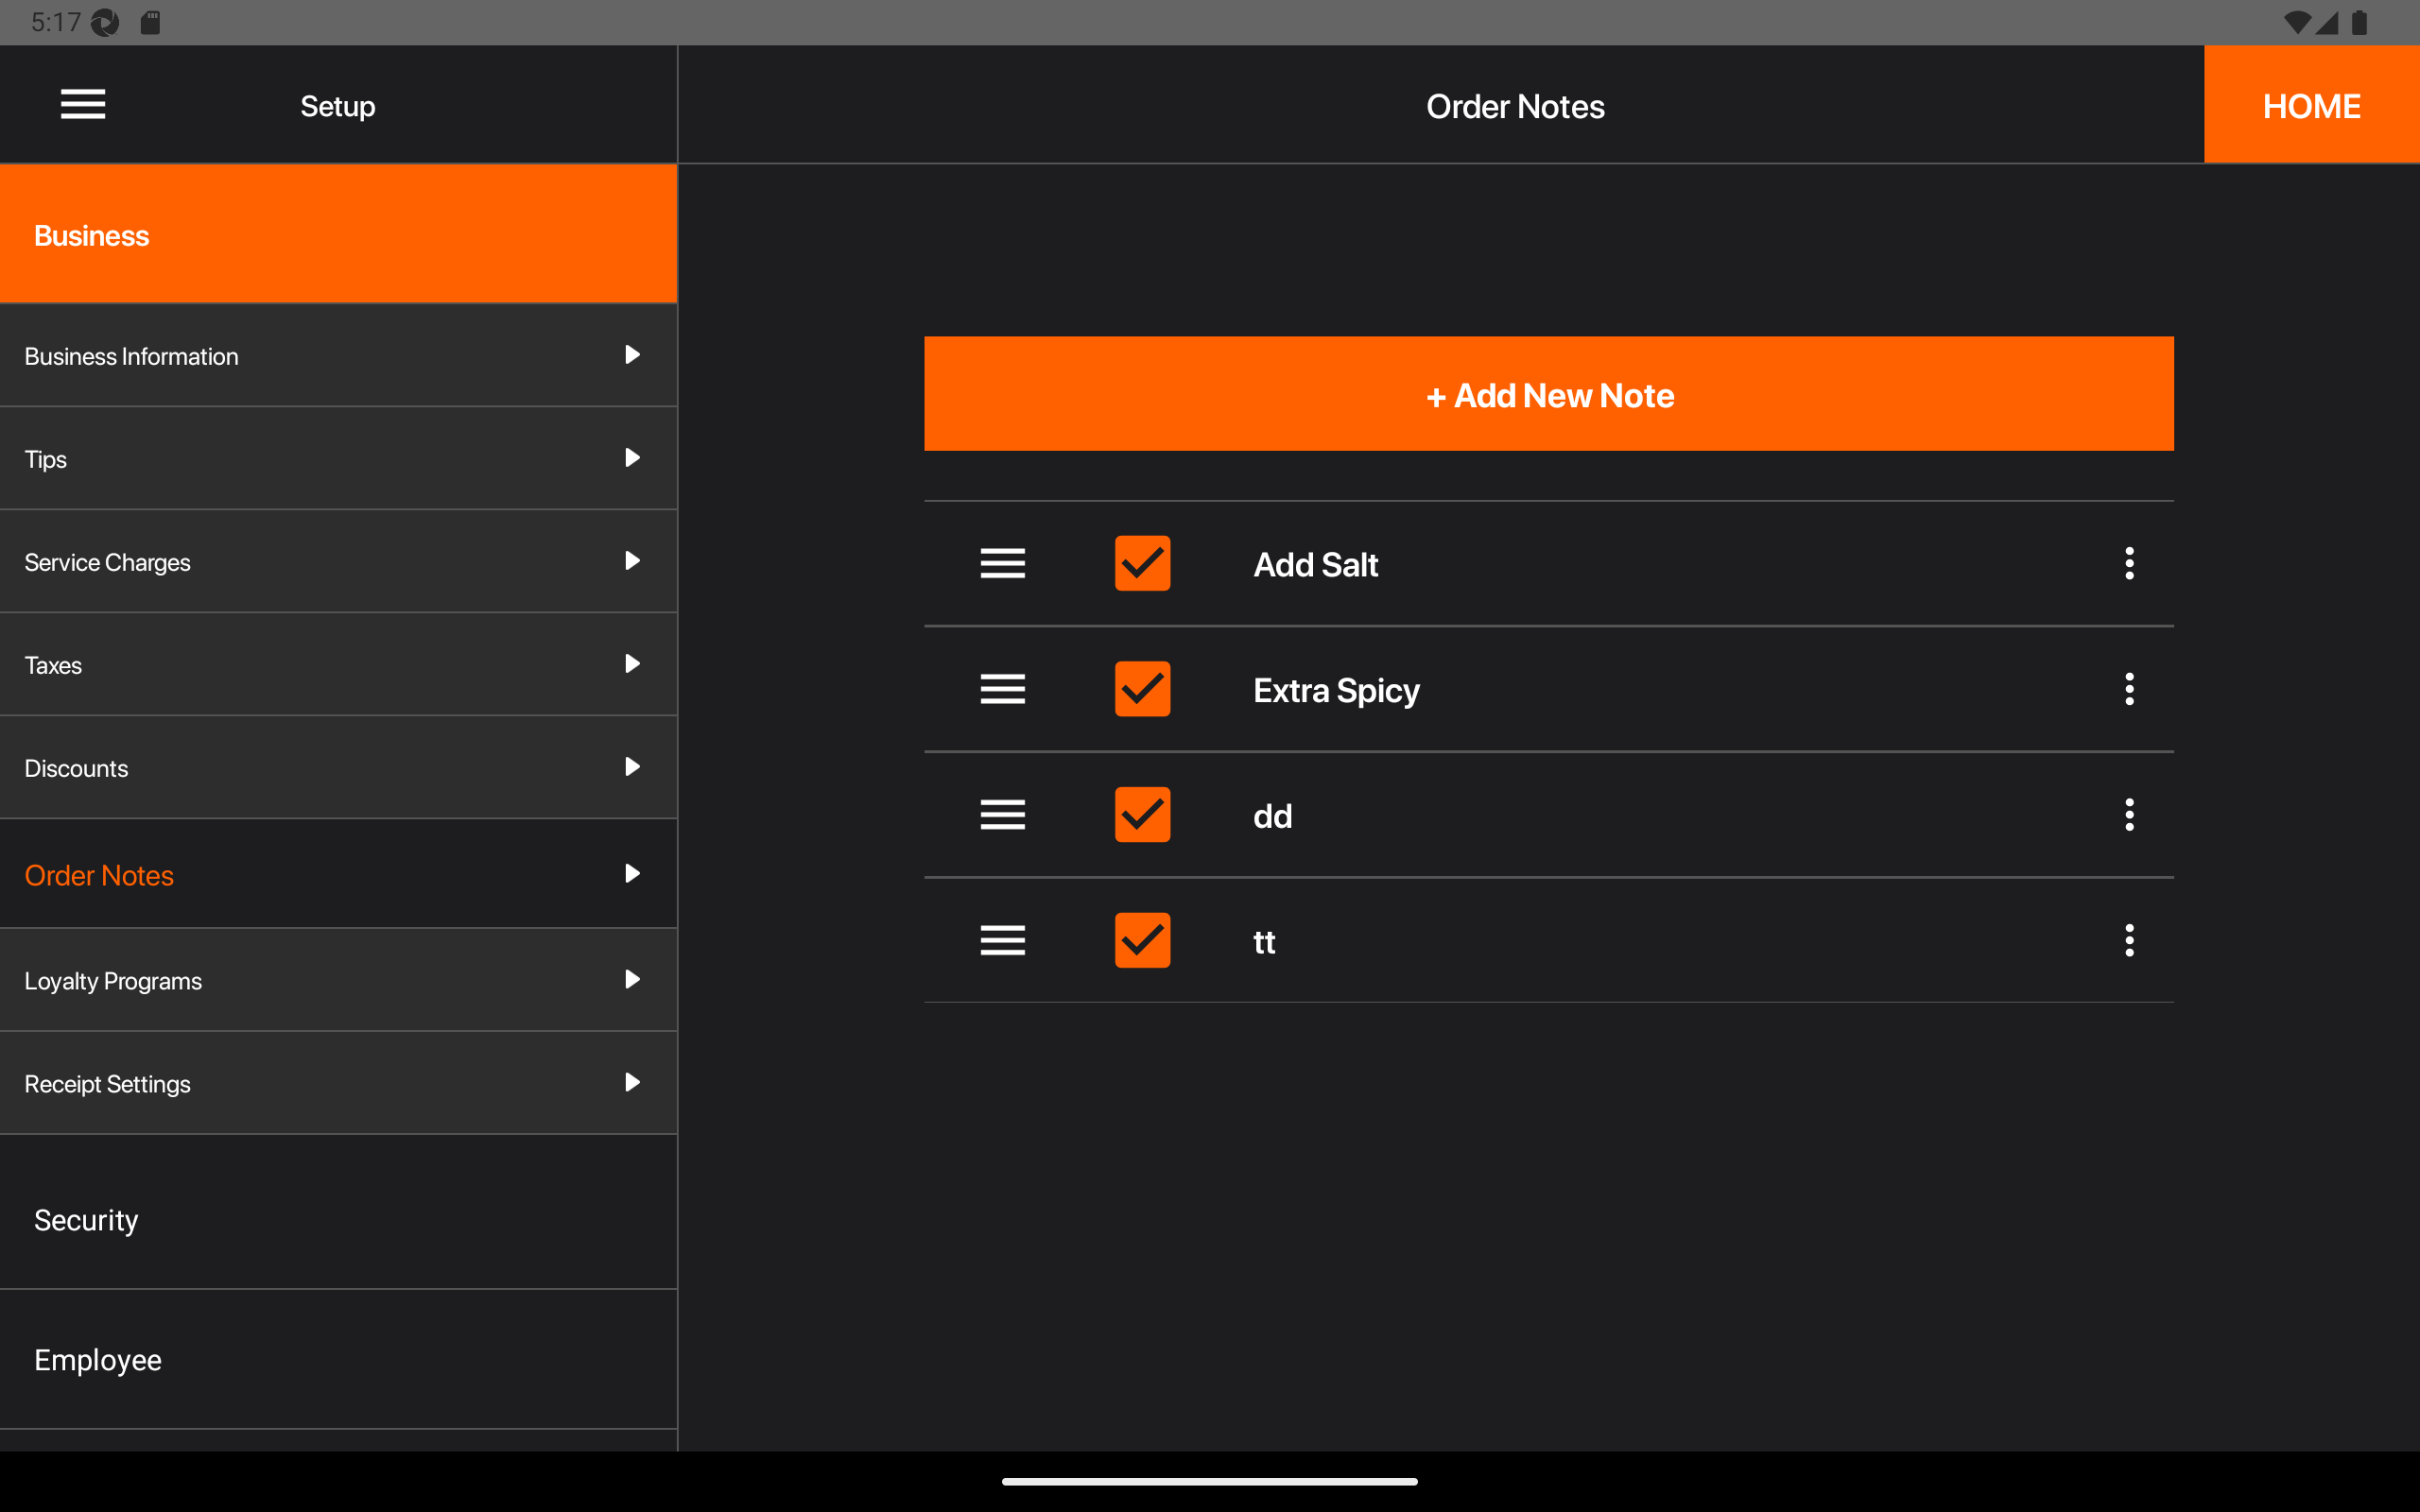 5:17
Setup
Order Notes
HOME
Business
Business Information
Tips
Service Charges
Taxes
Discounts
Order Notes
Loyalty Programs
Receipt Settings
Security
Employee
+ Add New Note
Add Salt
Extra Spicy
dd
tt